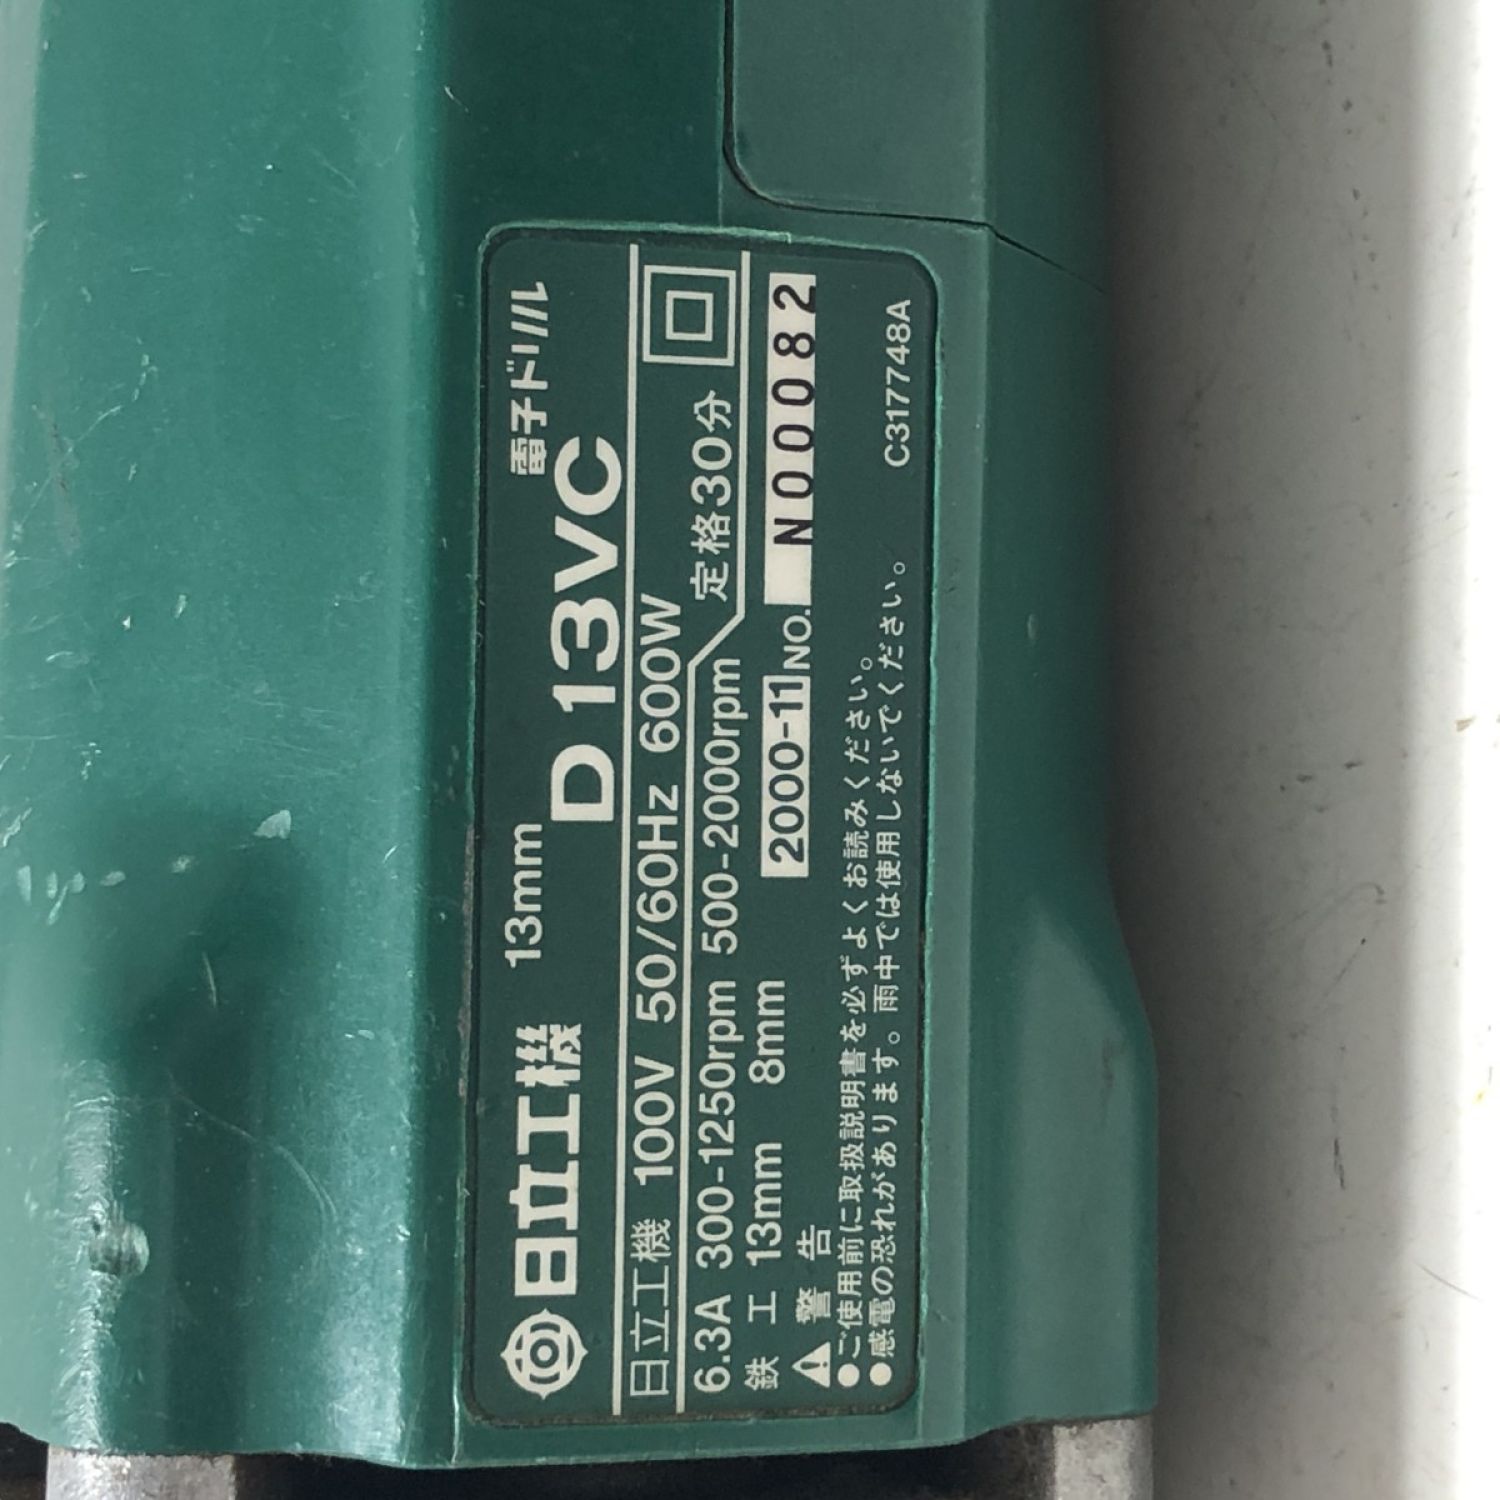 日立工機 13mm 電子ドリル
D 13VC
日立工機 100V 50/60Hz 600W
6.3A 300-1250rpm 500-2000rpm 定格30分
鉄 工 13mm 8mm 2000-11 NO. N000082
警 告
●ご使用前に取扱説明書を必ずよくお読みください。
●感電の恐れがあります。雨中では使用しないでください。 C317748A